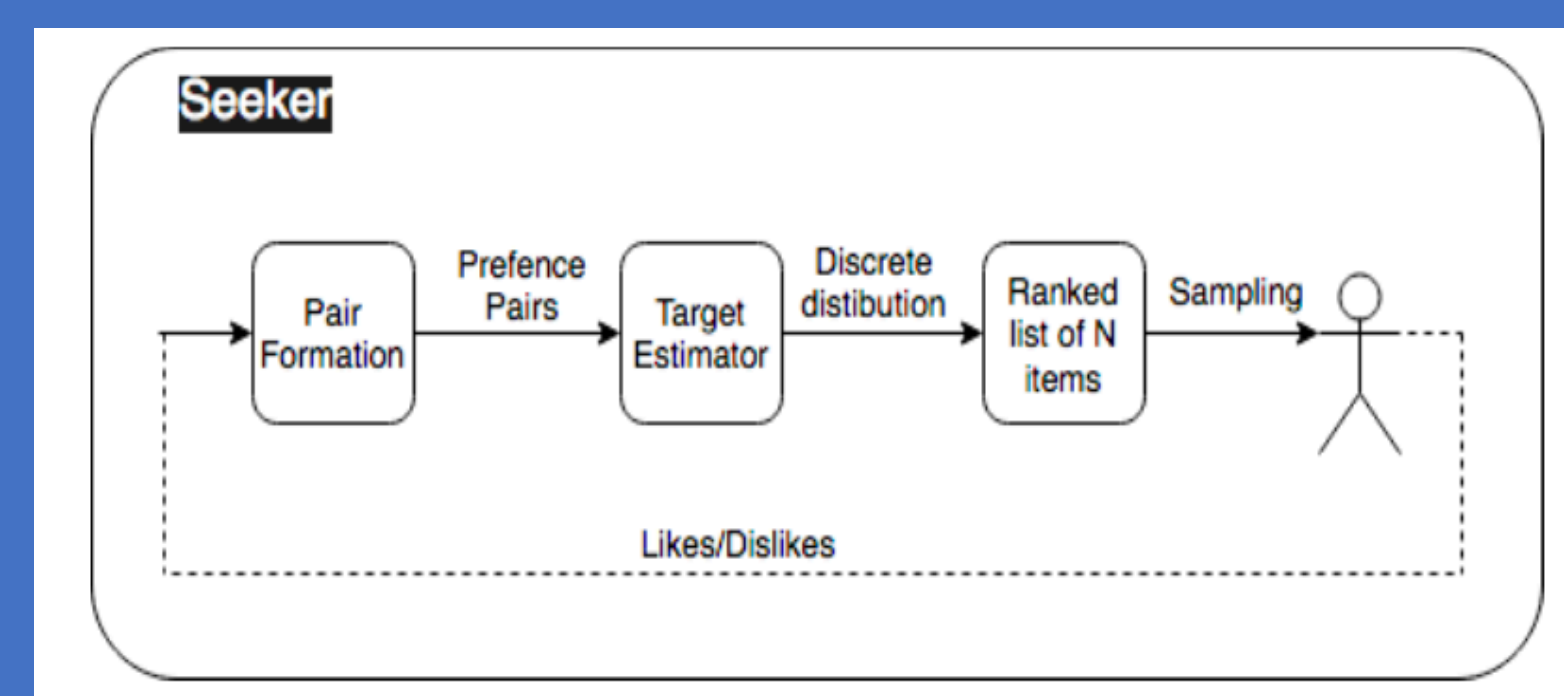 Seeker
Pair
Formation
Prefence
Pairs
Target
Estimator
Discrete
distibution
Ranked
list of N
items
Sampling
Likes/Dislikes